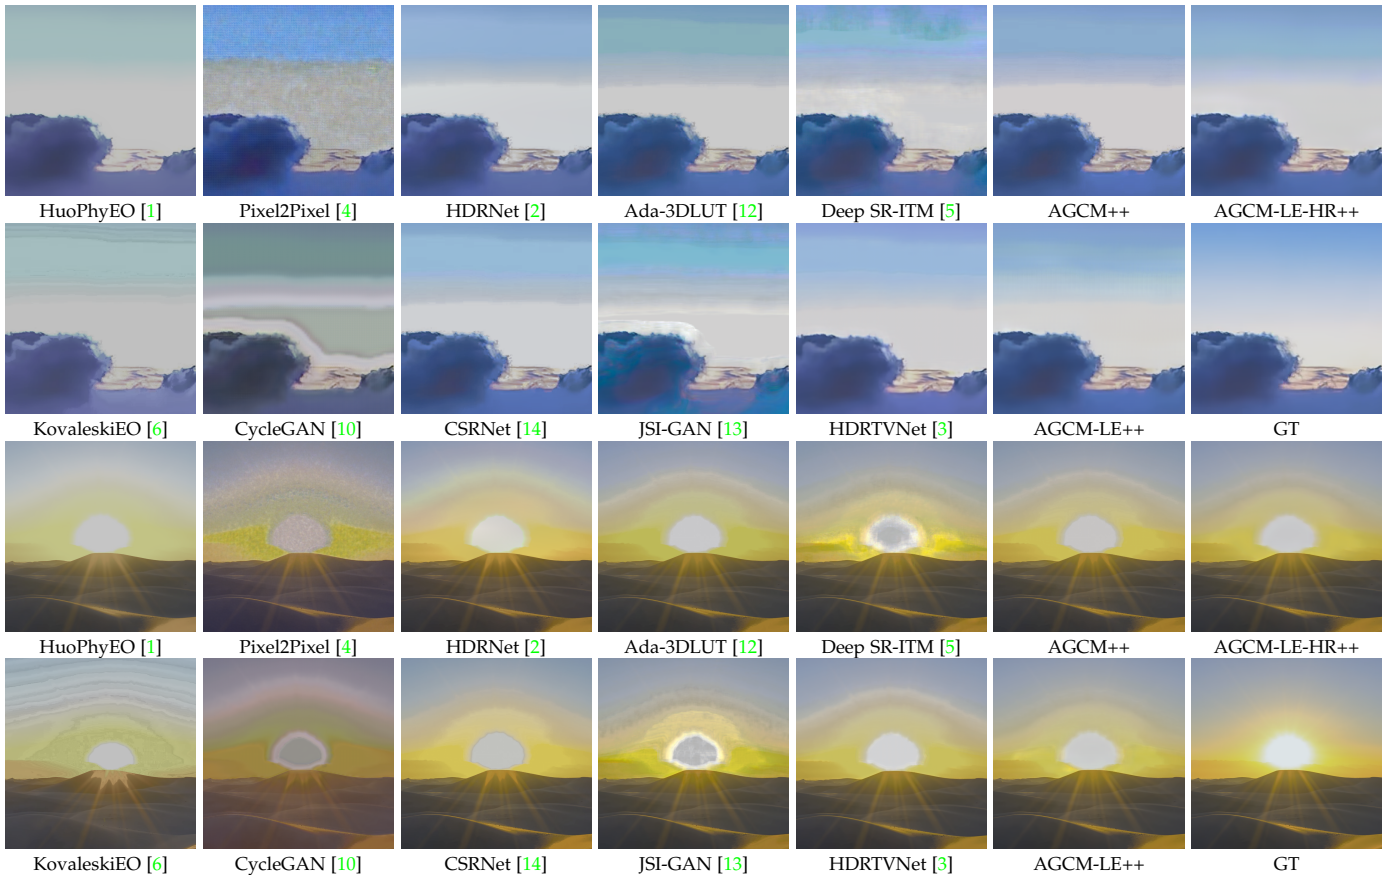 HuoPhyEO [1] Pixel2Pixel [4] HDRNet [2] Ada-3DLUT [12] Deep SR-ITM [5] AGCM++ AGCM-LE-HR++
KovaleskiEO [6] CycleGAN [10] CSRNet [14] JSI-GAN [13] HDRTVNet [3] AGCM-LE++ GT
HuoPhyEO [1] Pixel2Pixel [4] HDRNet [2] Ada-3DLUT [12] Deep SR-ITM [5] AGCM++ AGCM-LE-HR++
KovaleskiEO [6] CycleGAN [10] CSRNet [14] JSI-GAN [13] HDRTVNet [3] AGCM-LE++ GT